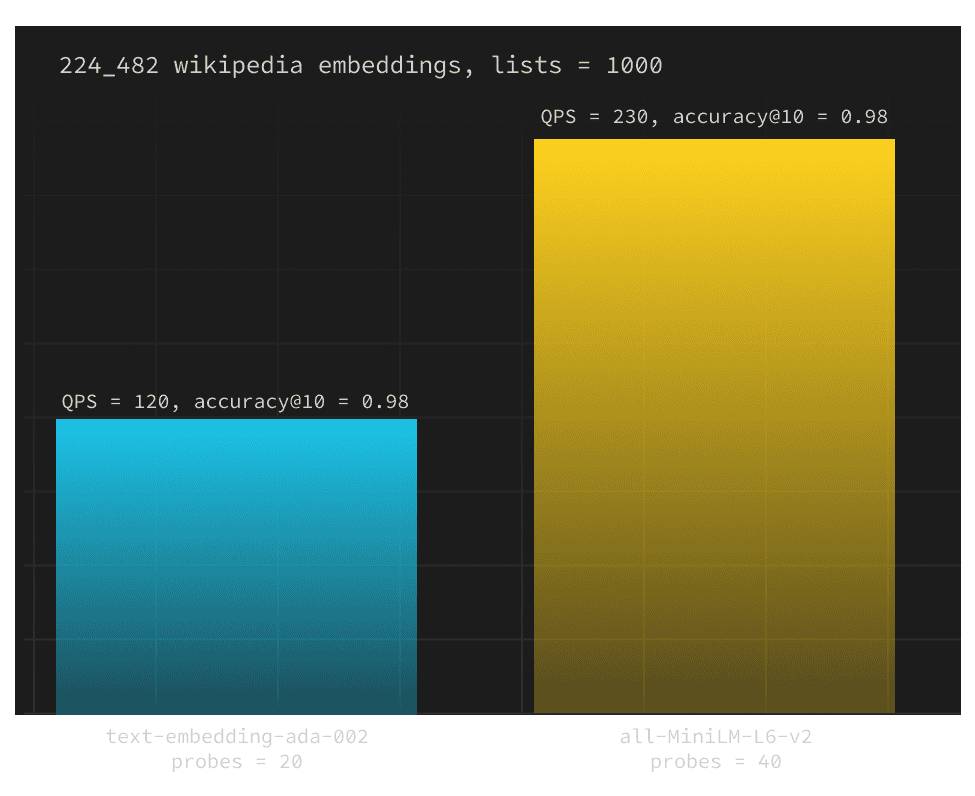 224_482 wikipedia embeddings, lists = 1000
QPS = 230, accuracy@10 = 0.98
QPS = 120, accuracy@10 = 0.98
text-embedding-ada-002
probes = 20
all-MiniLM-L6-v2
probes = 40